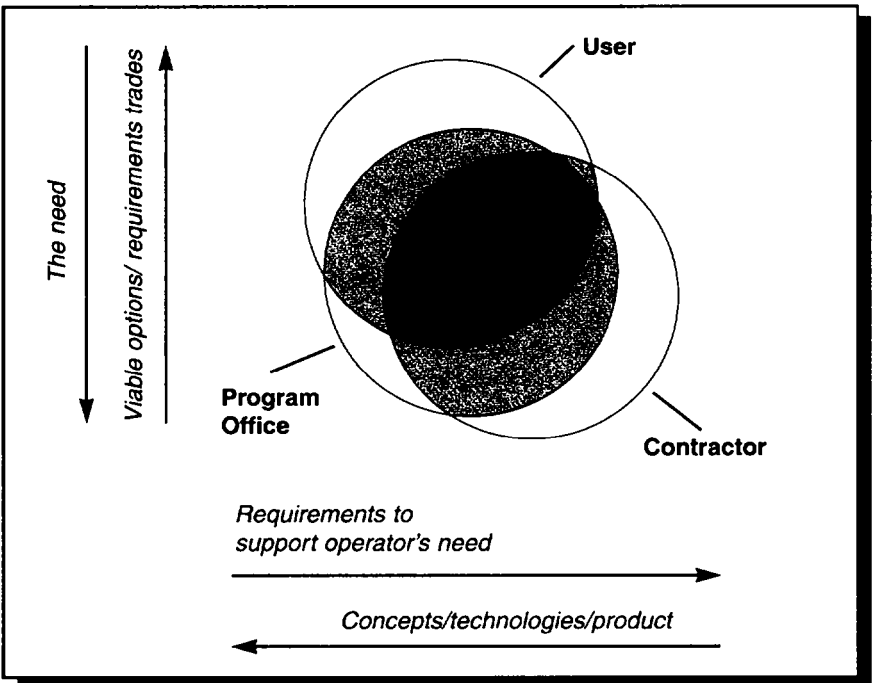 User
The need
Viable options/ requirements trades
Program
Office
Contractor
Requirements to
support operator's need
Concepts/technologies/product